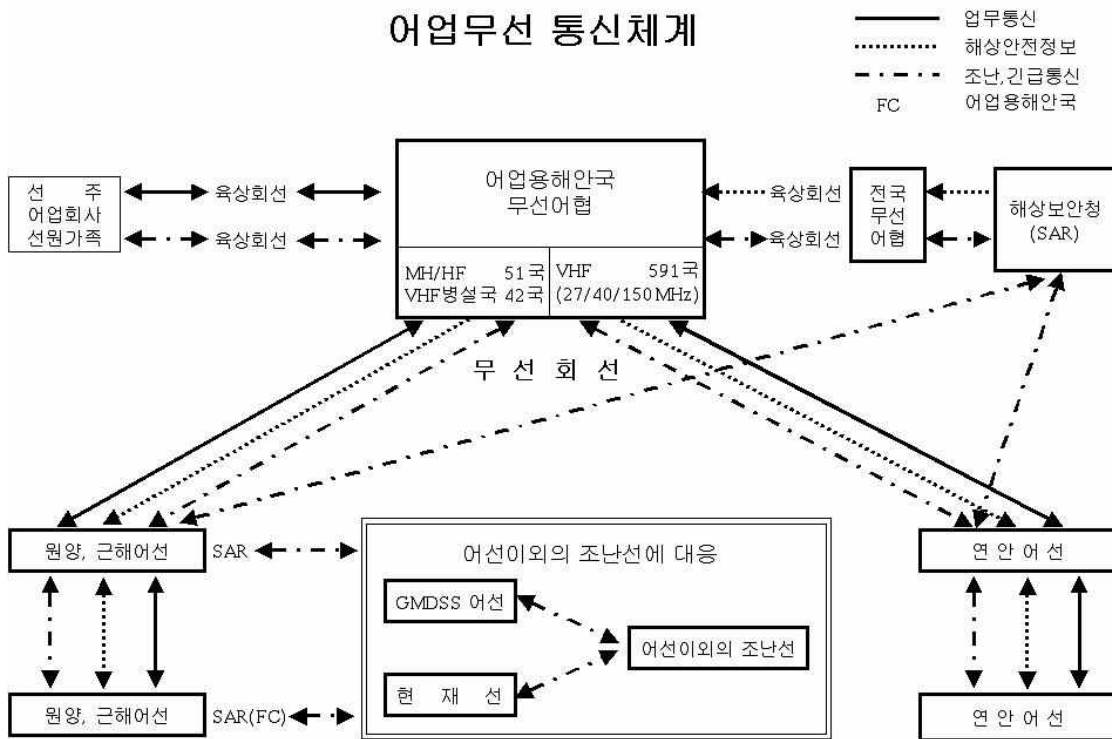 어업무선 통신체계
업무통신
해상안전정보
조난,긴급통신
FC 어업용해안국
선 주
어업회사
선원가족
육상회선
육상회선
어업용해안국
무선어협
MH/HF 51국
VHF병설국 42국
VHF 591국
(27/40/150MHz)
육상회선
육상회선
전국
무선
어협
해상보안청
(SAR)
무 선 회 선
원양, 근해어선
SAR
어선이외의 조난선에 대응
GMDSS 어선
어선이외의 조난선
현 재 선
연 안 어 선
원양, 근해어선
SAR(FC)
연 안 어 선